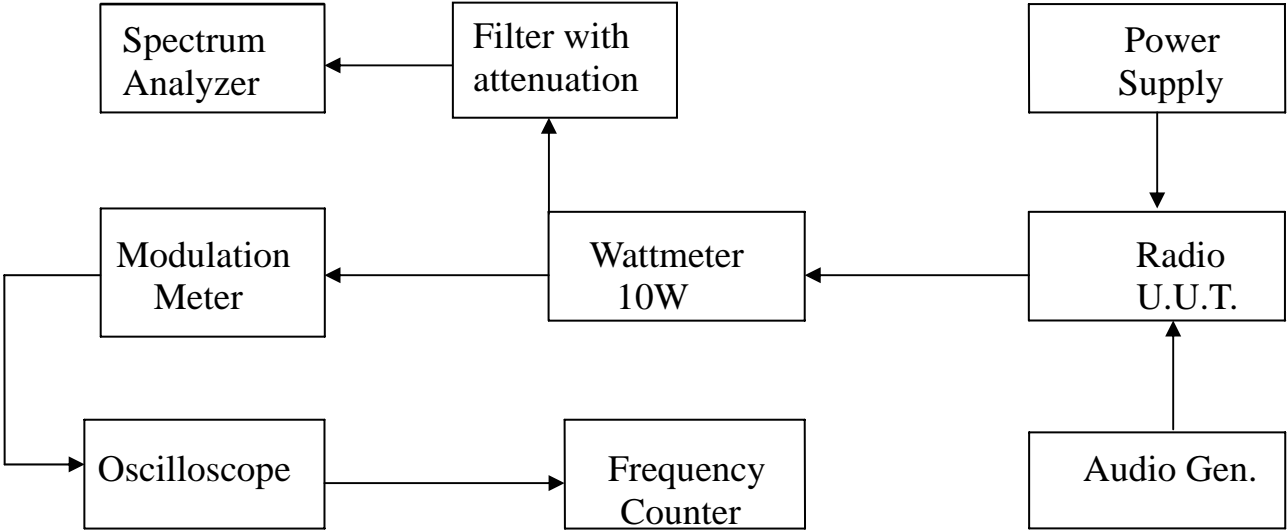 Spectrum
Analyzer
Filter with
attenuation
Power
Supply
Modulation
Meter
Wattmeter
10W
Radio
U.U.T.
Oscilloscope
Frequency
Counter
Audio Gen.